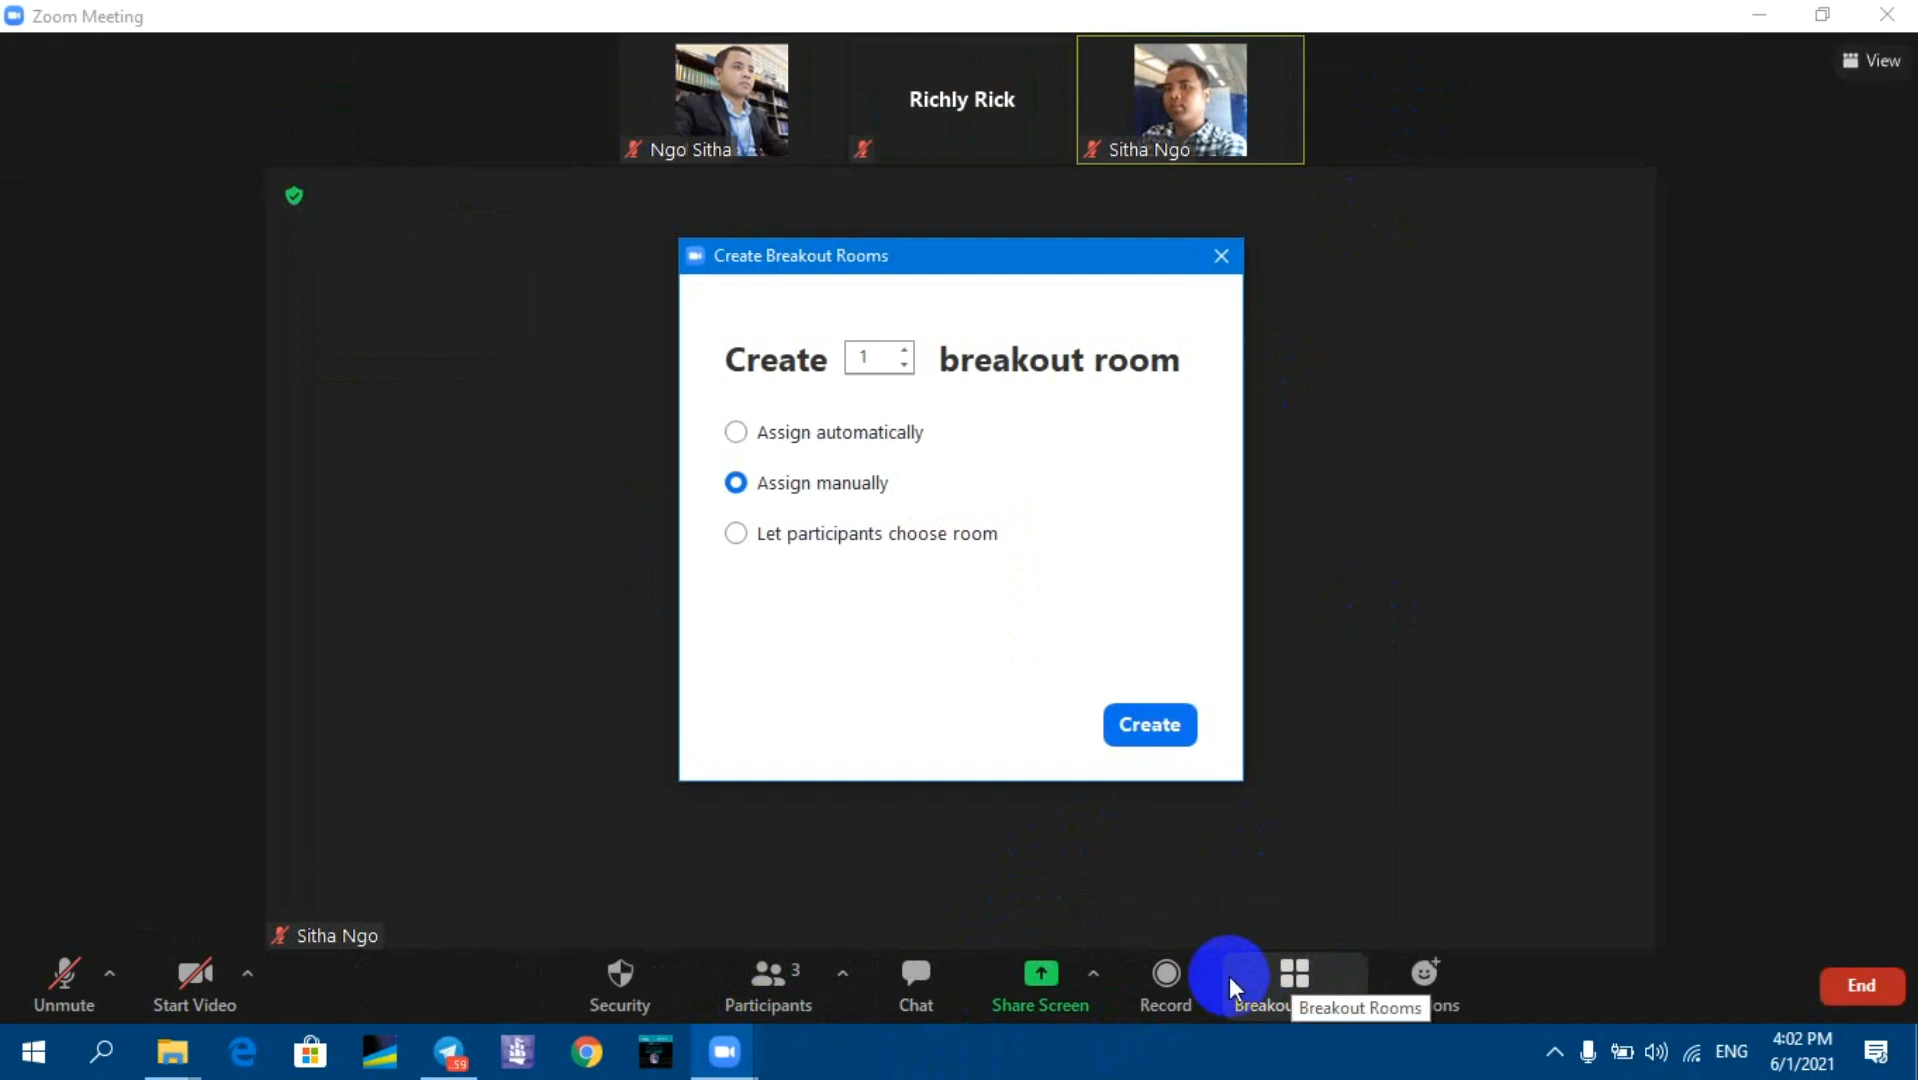 Zoom Meeting
View
Richly Rick
Ngo Sitha
Sitha Ngo
Create Breakout Rooms
Create 1 breakout room
Assign automatically
Assign manually
Let participants choose room
Create
Sitha Ngo
3
Unmute
Start Video
Security
Participants
Chat
Share Screen
Record
Breakou
Breakout Rooms
ons
End
59
ENG
4:02 PM
6/1/2021